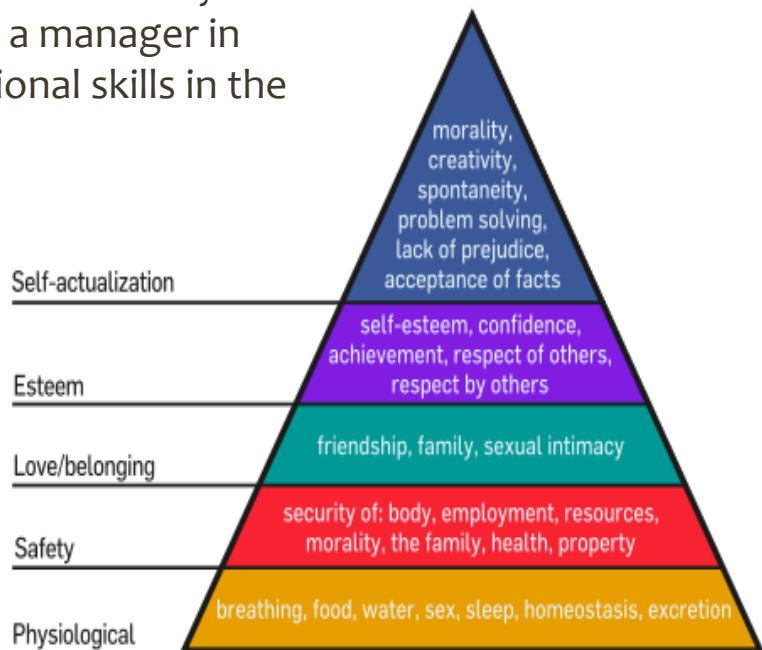 a manager in
ional skills in the
morality,
creativity,
spontaneity,
problem solving,
lack of prejudice,
acceptance of facts
Self-actualization
self-esteem, confidence,
achievement, respect of others,
respect by others
Esteem
friendship, family, sexual intimacy
Love/belonging
security of: body, employment, resources,
morality, the family, health, property
Safety
breathing, food, water, sex, sleep, homeostasis, excretion
Physiological